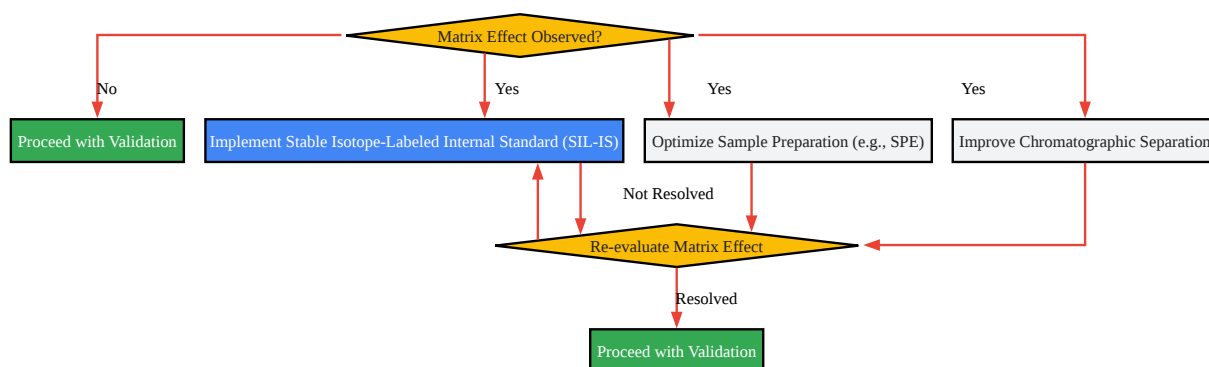 Matrix Effect Observed?
No
Yes
Yes
Yes
Proceed with Validation
Implement Stable Isotope-Labeled Internal Standard (SIL-IS)
Optimize Sample Preparation (e.g., SPE)
Improve Chromatographic Separation
Not Resolved
Re-evaluate Matrix Effect
Resolved
Proceed with Validation